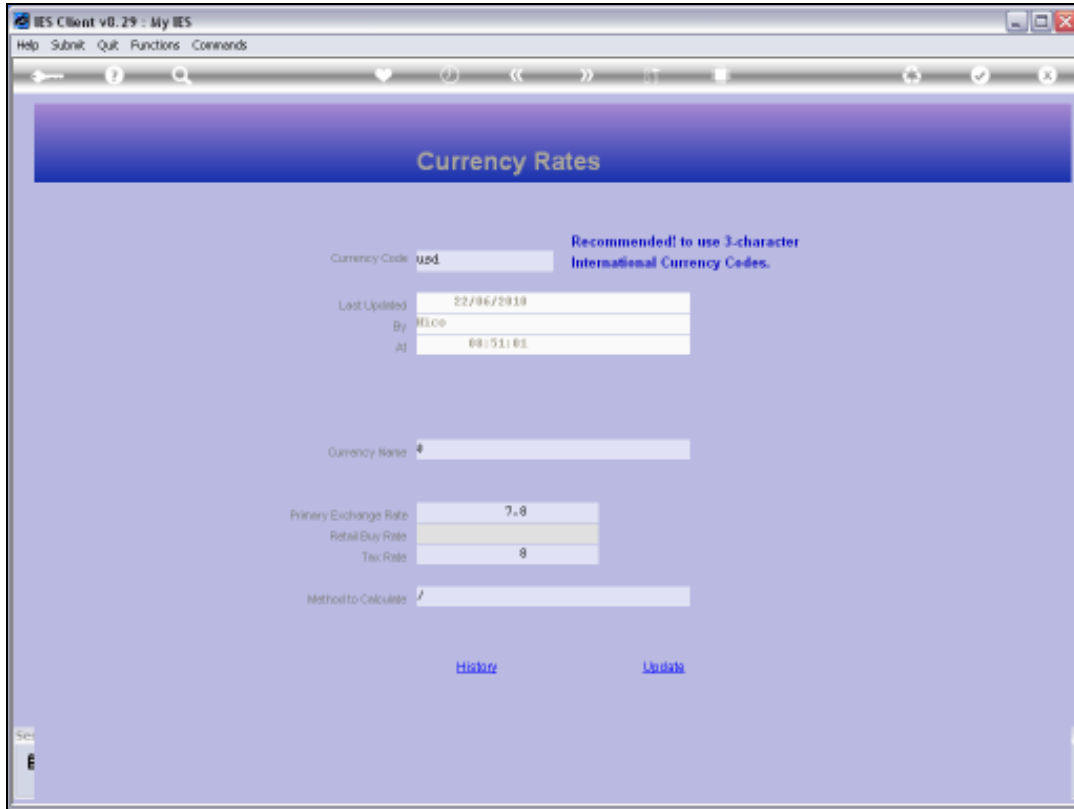 IES Client v8.29 : My IES
Help Submit Quit Functions Commands
Currency Rates
Recommended! to use 3-character
Currency Code usd
International Currency Codes.
Last Updated 22/06/2010
By Nico
At 08:51:01
Currency Name
Primary Exchange Rate 7.8
Retail Buy Rate
Tax Rate 8
Method to Calculate /
History Update